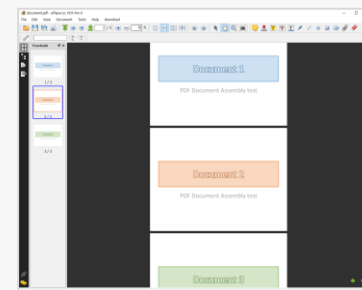 File Edit View Document Tools Help
Thumbnails
1 / 3
2 / 3
3 / 3
Document 1
PDF Document Assembly test
Document 2
PDF Document Assembly test
Document 3